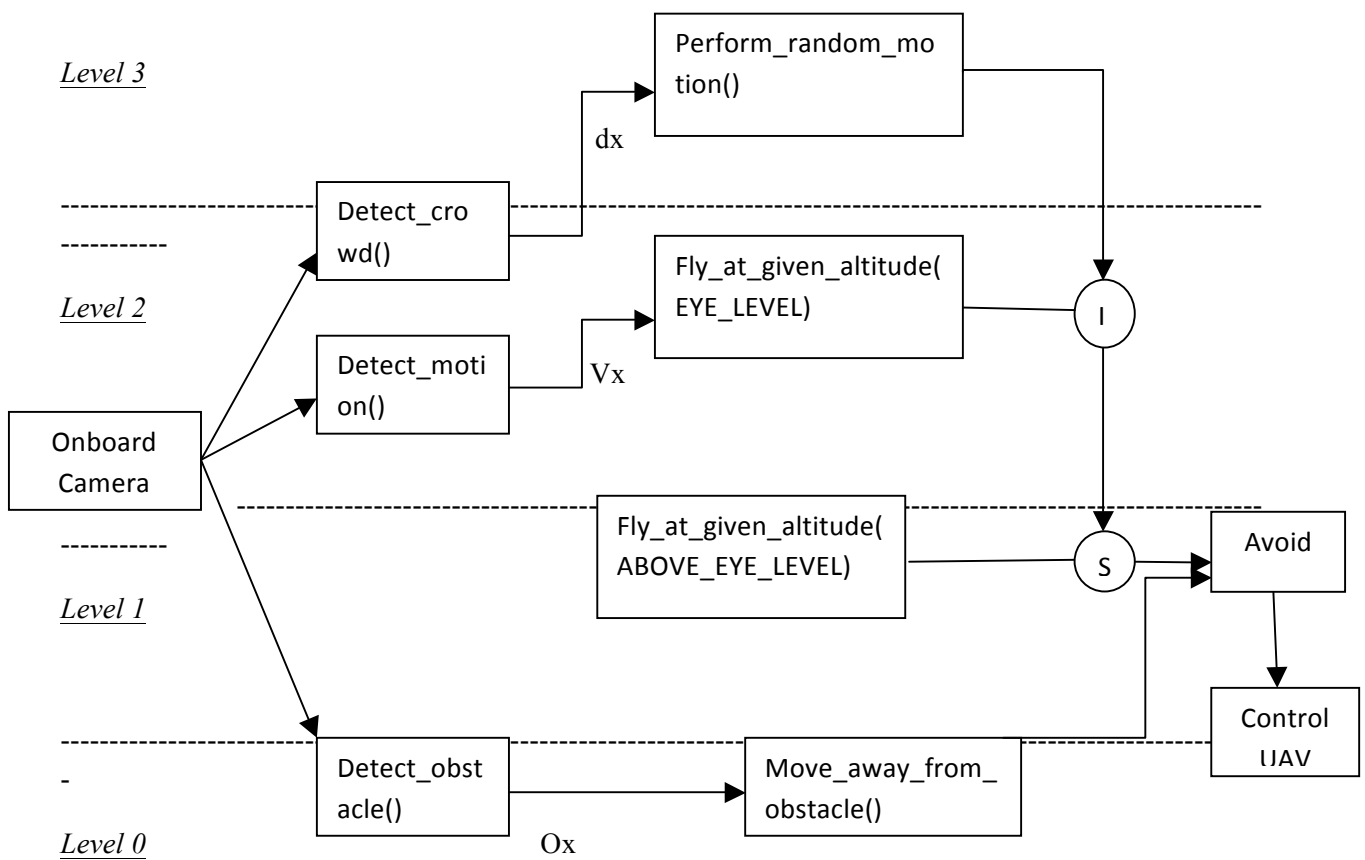 Level 3
Perform_random_mo
tion()
dx
Detect_cro
wd()
Level 2
Fly_at_given_altitude(
EYE_LEVEL)
I
Detect_moti
on()
Vx
Onboard
Camera
Fly_at_given_altitude(
ABOVE_EYE_LEVEL)
S
Avoid
Level 1
Control
UAV
Detect_obst
acle()
Move_away_from_
obstacle()
Level 0
Ox